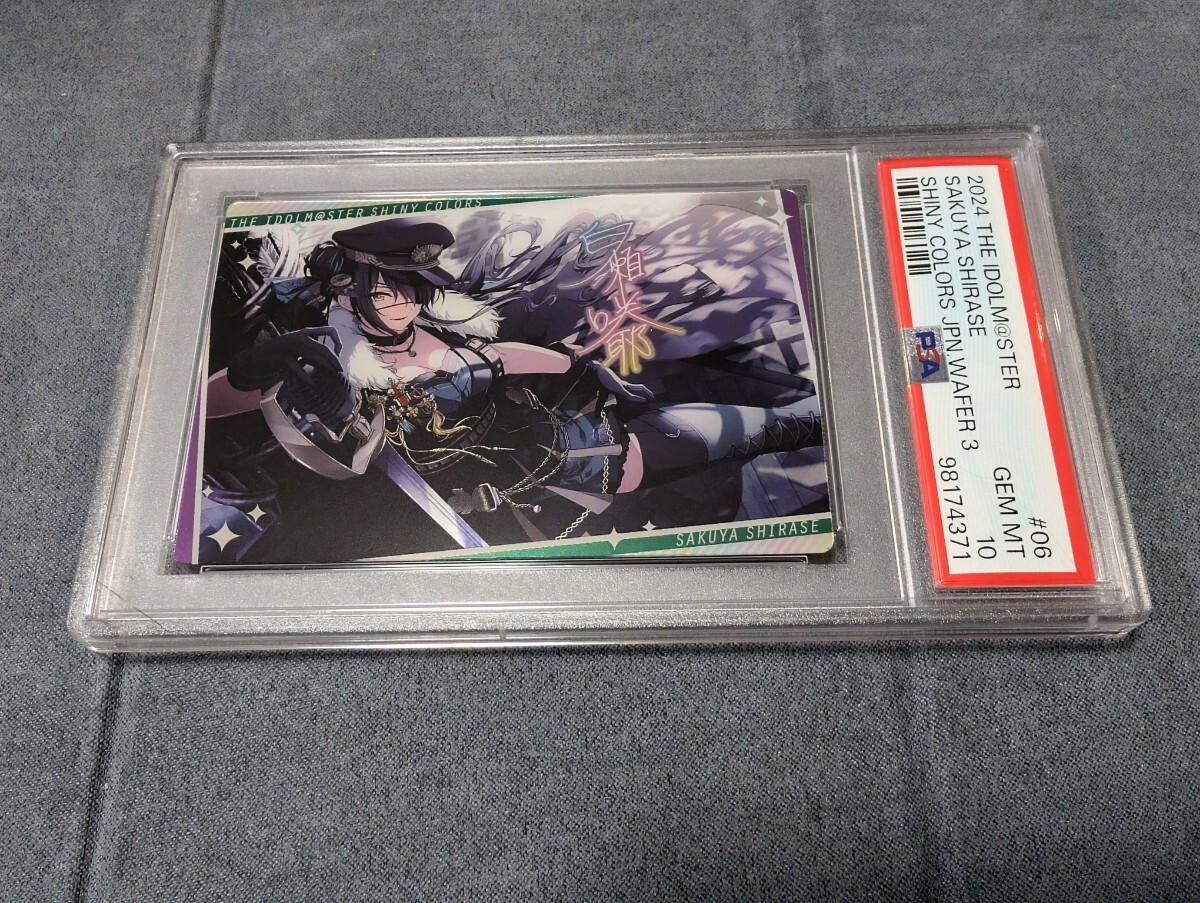 THE IDOLM@STER SHINY COLORS
白瀬咲耶
SAKUYA SHIRASE
2024 THE IDOLM@STER #06
SAKUYA SHIRASE GEM MT
SHINY COLORS JPN.WAFER 3 10
98174371
PSA